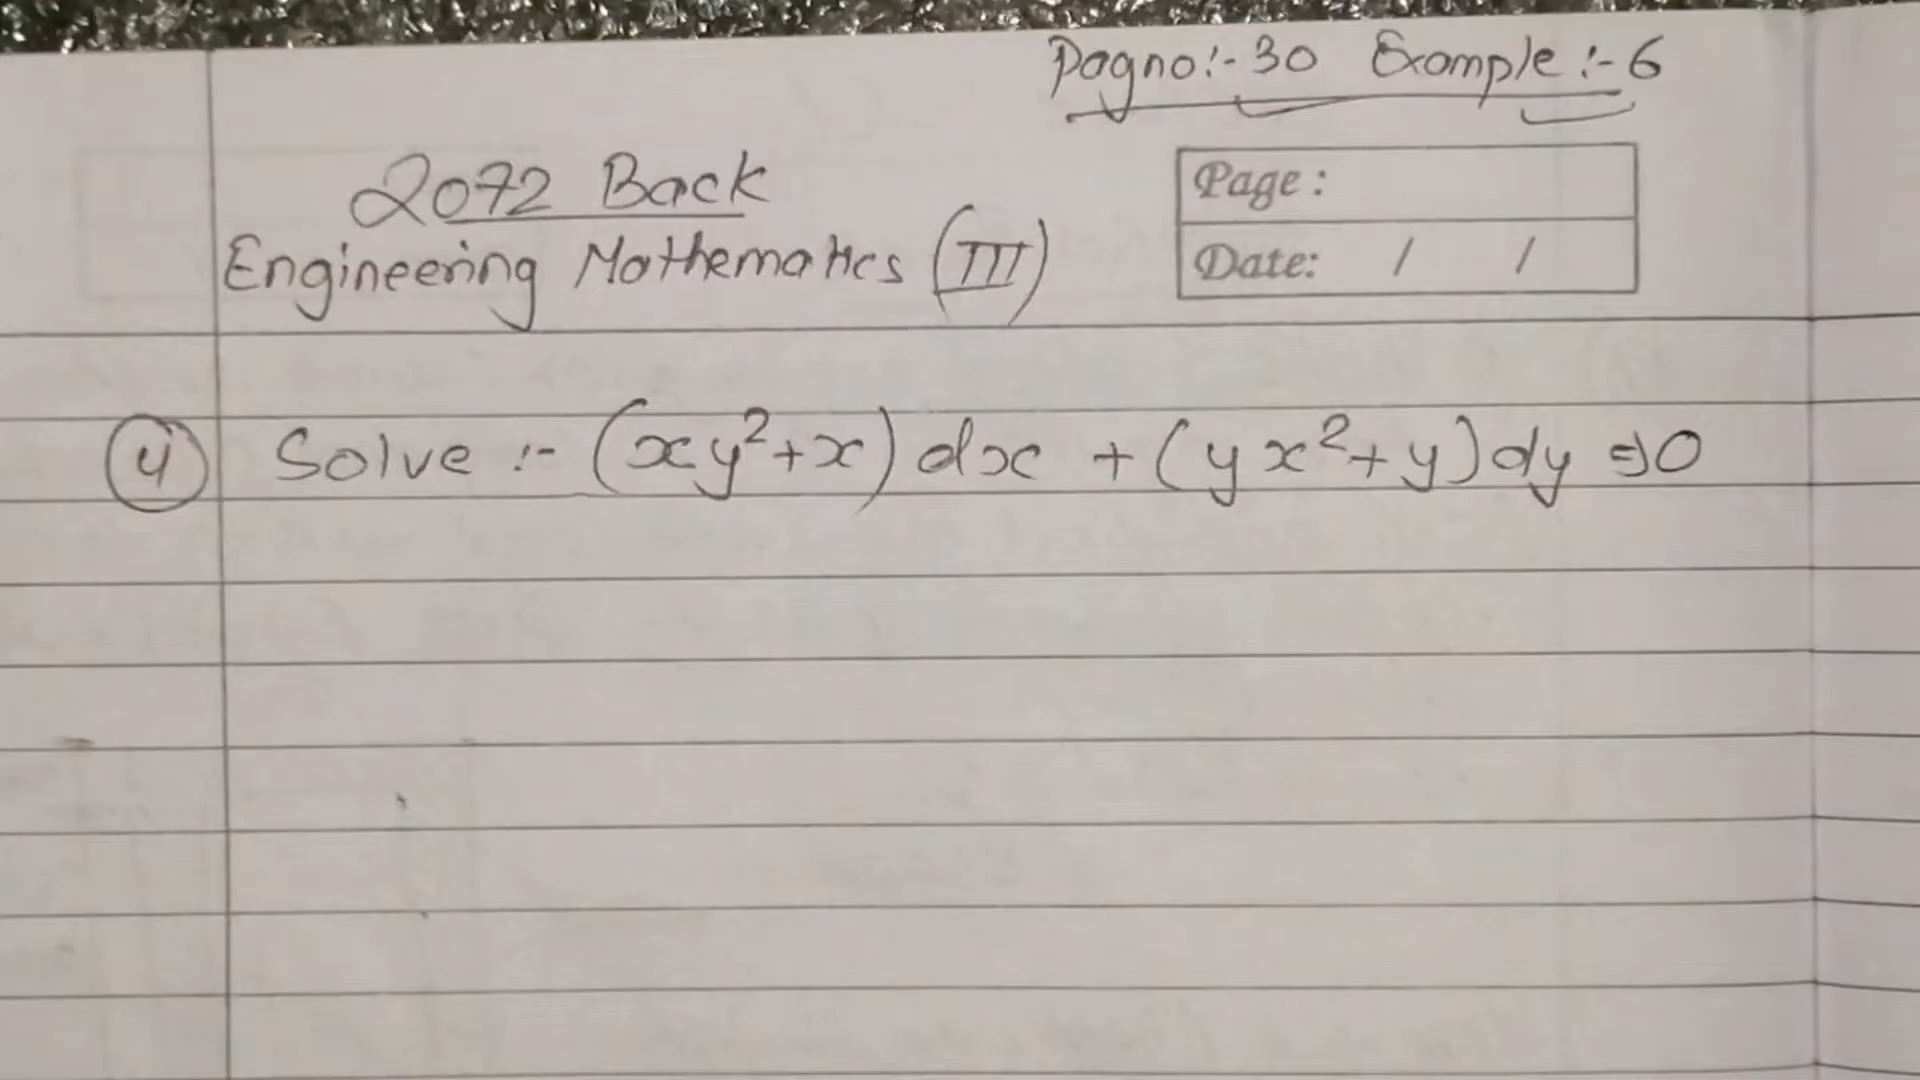 Pagno:- 30 Example :- 6
2072 Back
Engineering Mathematics (III)
Page :
Date: / /
4 Solve :- (xy²+x) dx + (yx²+y) dy => 0